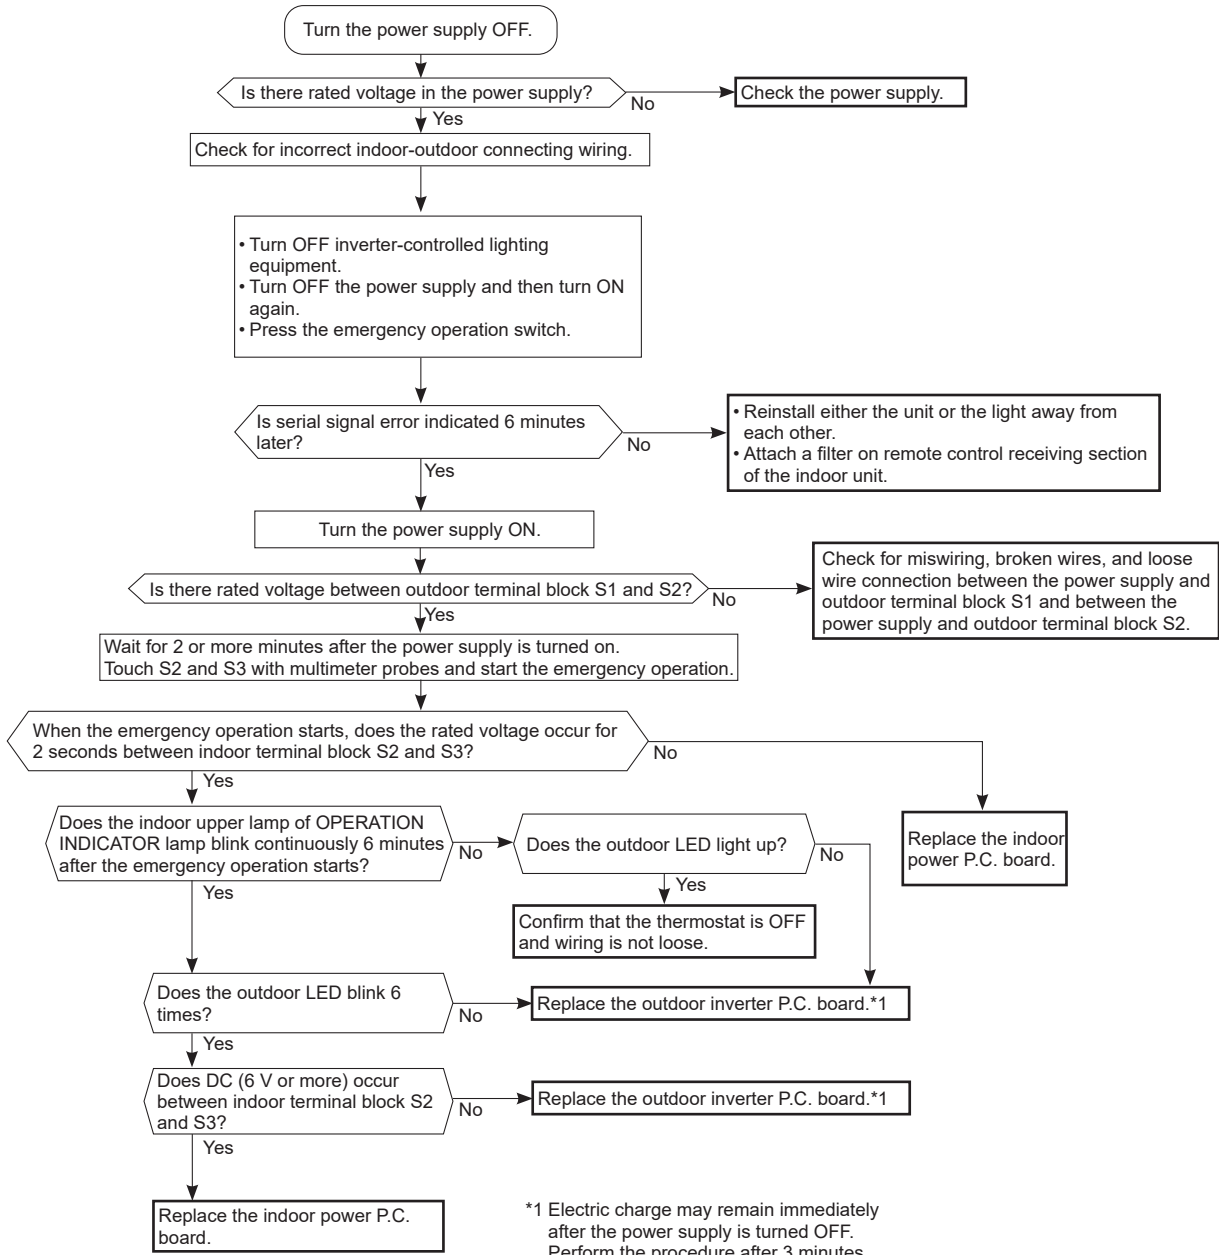 Turn the power supply OFF.
Is there rated voltage in the power supply?
No
Check the power supply.
Yes
Check for incorrect indoor-outdoor connecting wiring.
• Turn OFF inverter-controlled lighting
equipment.
• Turn OFF the power supply and then turn ON
again.
• Press the emergency operation switch.
Is serial signal error indicated 6 minutes
later?
No
• Reinstall either the unit or the light away from
each other.
• Attach a filter on remote control receiving section
of the indoor unit.
Yes
Turn the power supply ON.
Is there rated voltage between outdoor terminal block S1 and S2?
No
Check for miswiring, broken wires, and loose
wire connection between the power supply and
outdoor terminal block S1 and between the
power supply and outdoor terminal block S2.
Yes
Wait for 2 or more minutes after the power supply is turned on.
Touch S2 and S3 with multimeter probes and start the emergency operation.
When the emergency operation starts, does the rated voltage occur for
2 seconds between indoor terminal block S2 and S3?
No
Replace the indoor
power P.C. board.
Yes
Does the indoor upper lamp of OPERATION
INDICATOR lamp blink continuously 6 minutes
after the emergency operation starts?
No
Does the outdoor LED light up?
No
Yes
Confirm that the thermostat is OFF
and wiring is not loose.
Yes
Does the outdoor LED blink 6
times?
No
Replace the outdoor inverter P.C. board.*1
Yes
Does DC (6 V or more) occur
between indoor terminal block S2
and S3?
No
Replace the outdoor inverter P.C. board.*1
Yes
Replace the indoor power P.C.
board.
*1 Electric charge may remain immediately
after the power supply is turned OFF.
Perform the procedure after 3 minutes